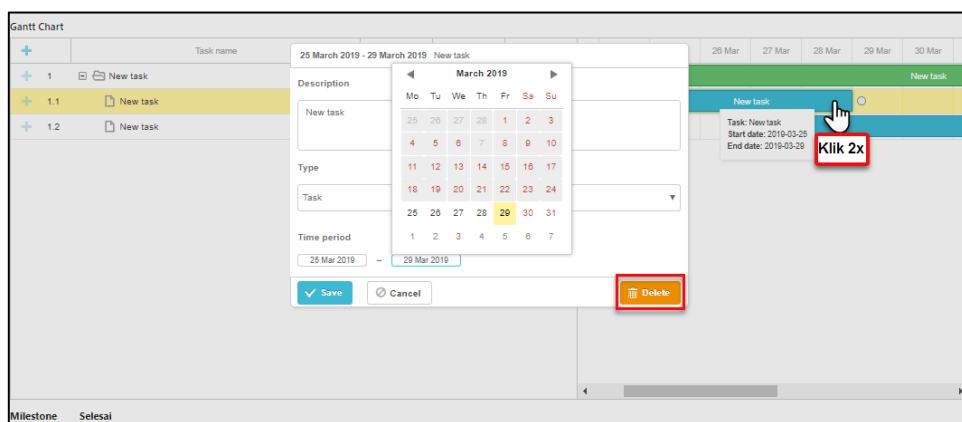 Gantt Chart
Task name
26 Mar 27 Mar 28 Mar 29 Mar 30 Mar
1 New task
1.1 New task
1.2 New task
25 March 2019 - 29 March 2019 New task
Description
New task
Type
Task
Time period
25 Mar 2019 – 29 Mar 2019
Save
Cancel
Delete
March 2019
Mo Tu We Th Fr Sa Su
25 26 27 28 1 2 3
4 5 6 7 8 9 10
11 12 13 14 15 16 17
18 19 20 21 22 23 24
25 26 27 28 29 30 31
1 2 3 4 5 6 7
New task
New task
Task: New task
Start date: 2019-03-25
End date: 2019-03-29
Klik 2x
Milestone Selesai